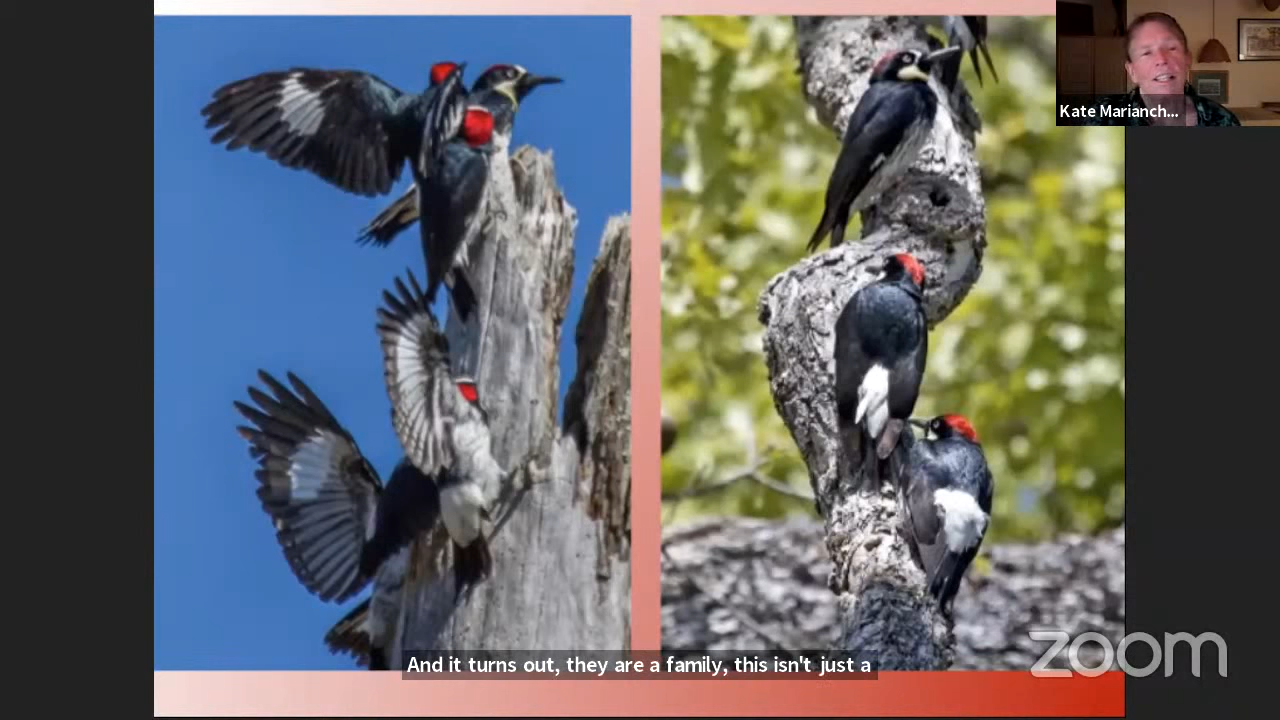 Kate Marianch...
And it turns out, they are a family, this isn't just a
zoom